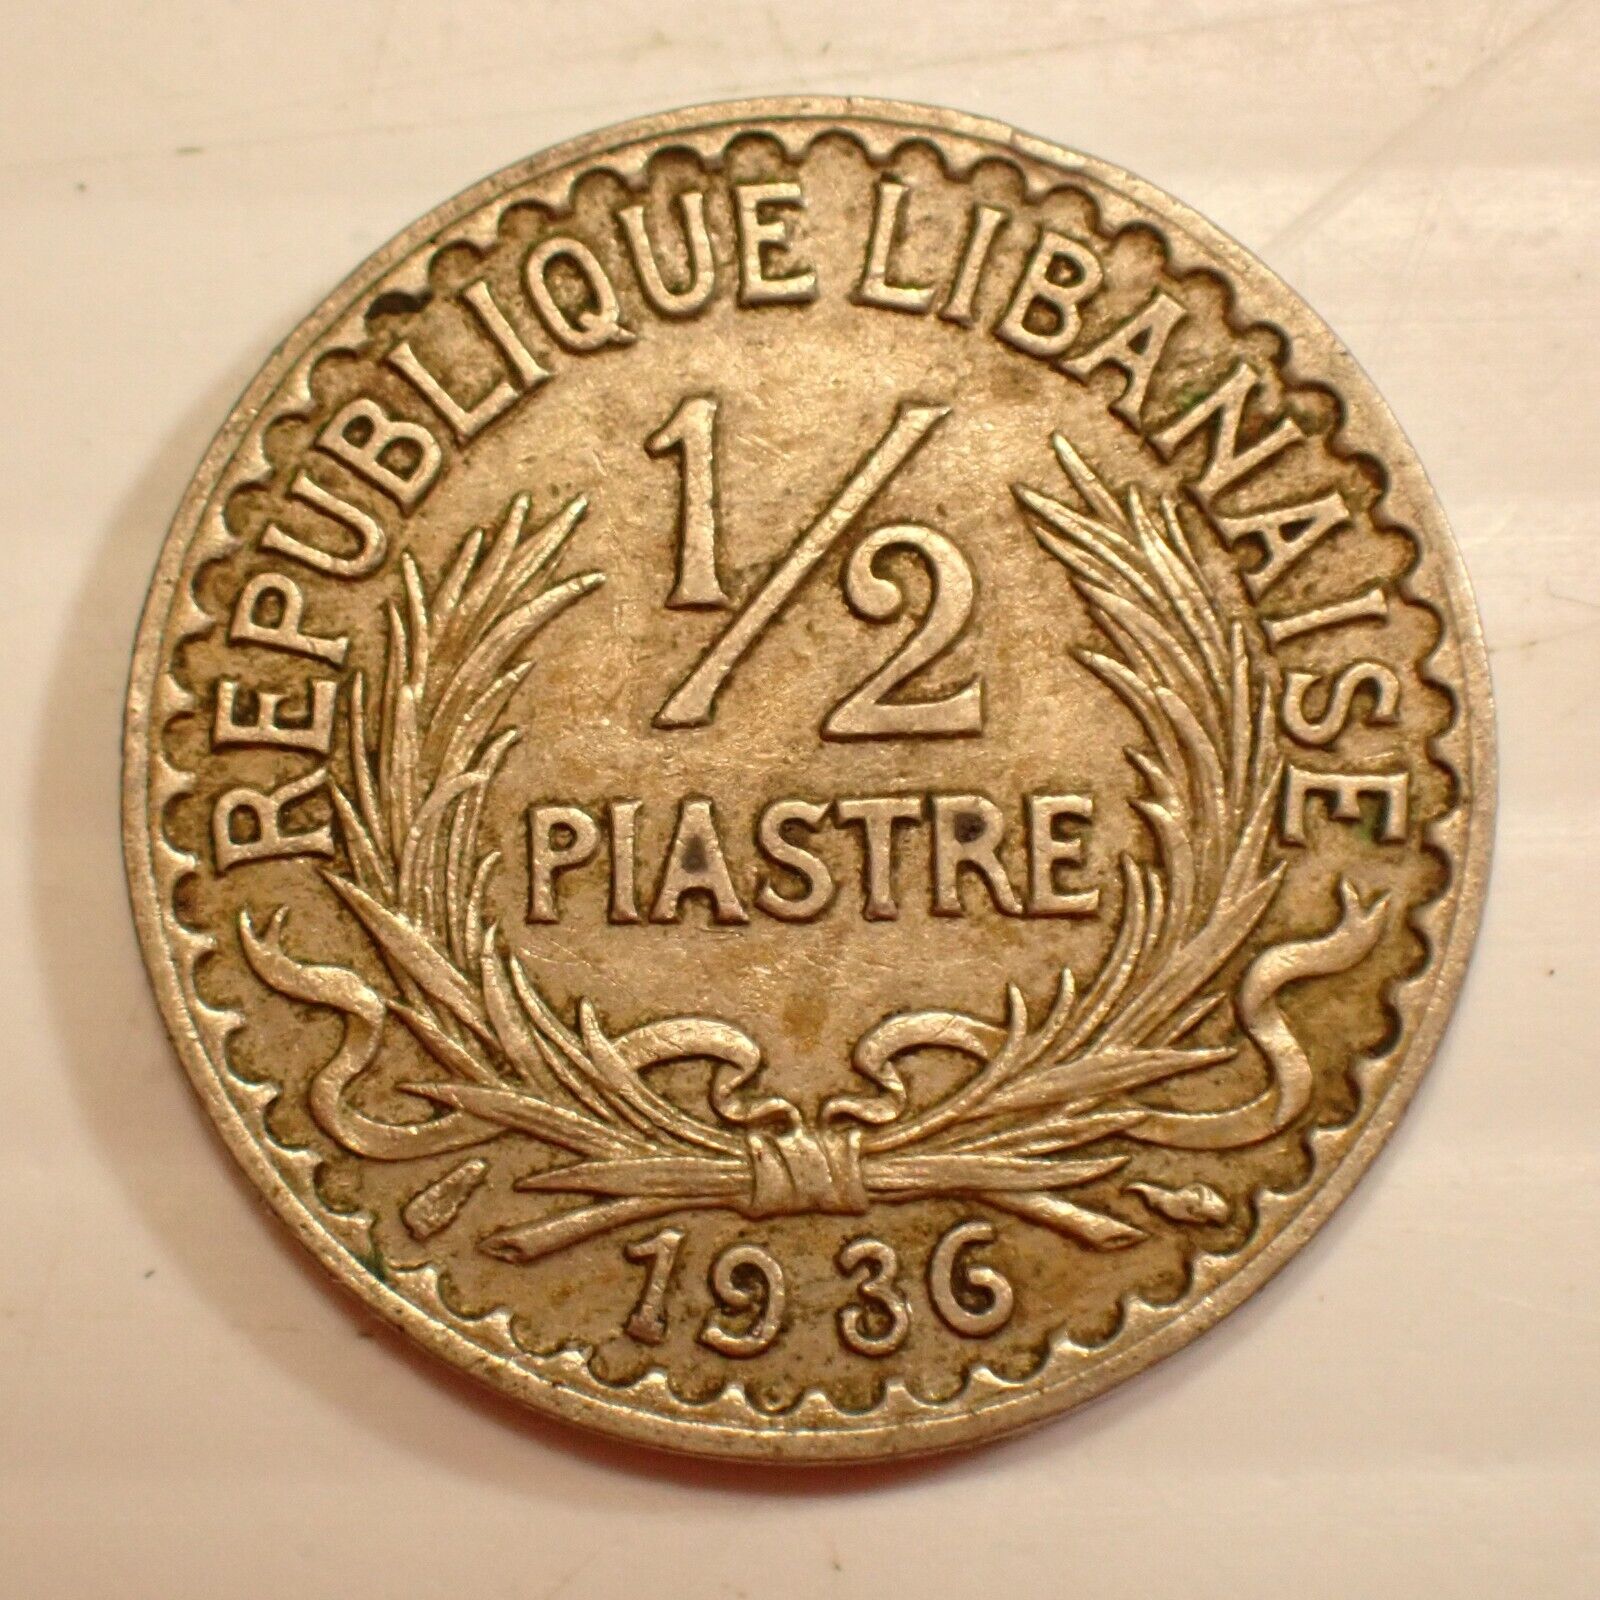 REPUBLIQUE LIBANAISE
1/2
PIASTRE
1936